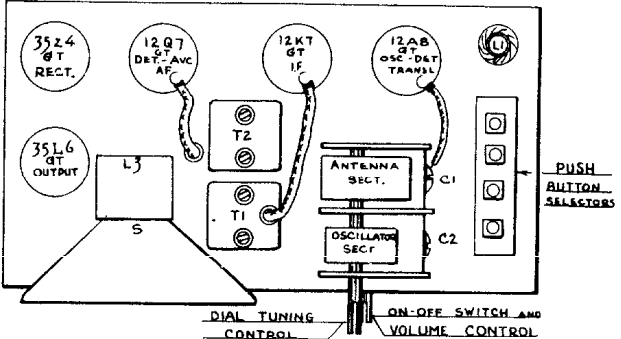 35Z4
GT
RECT.
12Q7
GT
DET.-AVC
AF
12K7
GT
I.F
12A8
GT
OSC-DET
TRANSL
L1
35L6
GT
OUTPUT
L3
S
T2
T1
ANTENNA
SECT.
C1
OSCILLATOR
SECT
C2
PUSH
BUTTON
SELECTORS
DIAL TUNING
CONTROL
ON-OFF SWITCH AND
VOLUME CONTROL